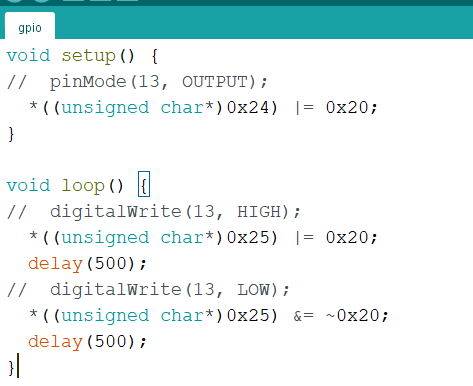 gpio
void setup() {
//  pinMode(13, OUTPUT);
  *((unsigned char*)0x24) |= 0x20;
}

void loop() {
//  digitalWrite(13, HIGH);
  *((unsigned char*)0x25) |= 0x20;
  delay(500);
//  digitalWrite(13, LOW);
  *((unsigned char*)0x25) &= ~0x20;
  delay(500);
}